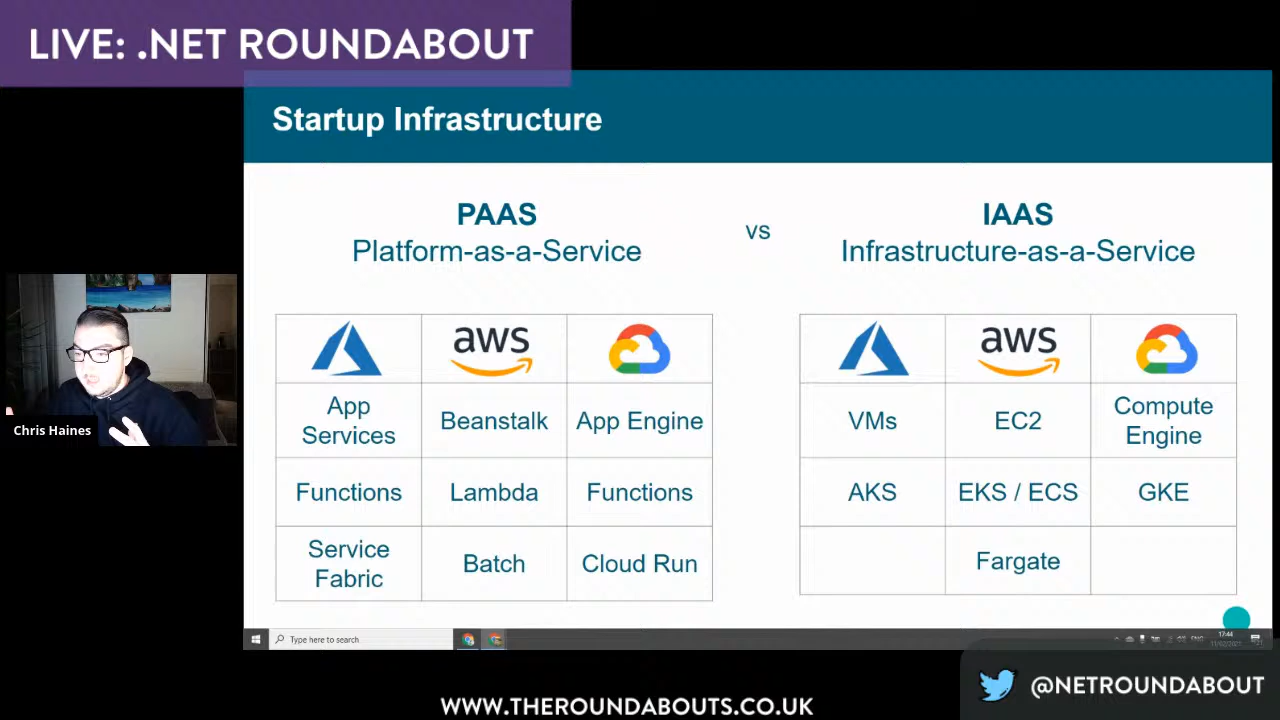 LIVE: .NET ROUNDABOUT
Startup Infrastructure
PAAS
Platform-as-a-Service
vs
IAAS
Infrastructure-as-a-Service
aws
App
Services
Beanstalk
App Engine
Functions
Lambda
Functions
Service
Fabric
Batch
Cloud Run
aws
VMs
EC2
Compute
Engine
AKS
EKS / ECS
GKE
Fargate
Chris Haines
Type here to search
17:44
@NETROUNDABOUT
WWW.THEROUNDABOUTS.CO.UK